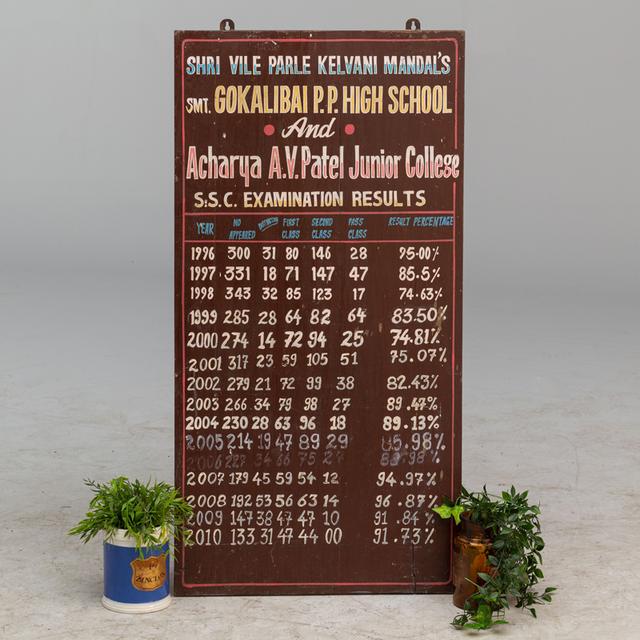 SHRI VILE PARLE KELVANI MANDAL'S
SMT. GOKALIBAI P.P. HIGH SCHOOL
And
Acharya A.V. Patel Junior College
S.S.C. EXAMINATION RESULTS
YEAR NO APPEARED DISTINCTION FIRST CLASS SECOND CLASS PASS CLASS RESULT PERCENTAGE
1996 300 31 80 146 28 95.00%
1997 331 18 71 147 47 85.5%
1998 343 32 85 123 17 74.63%
1999 285 28 64 82 64 83.50%
2000 274 14 72 94 25 74.81%
2001 317 23 59 105 51 75.07%
2002 279 21 72 99 38 82.43%
2003 266 34 79 98 27 89.47%
2004 230 28 63 96 18 89.13%
2005 214 19 47 89 29 85.98%
2006 75
2007 179 45 59 54 12 94.97%
2008 192 53 56 63 14 96.87%
2009 147 38 47 47 10 91.84%
2010 133 31 47 44 00 91.73%